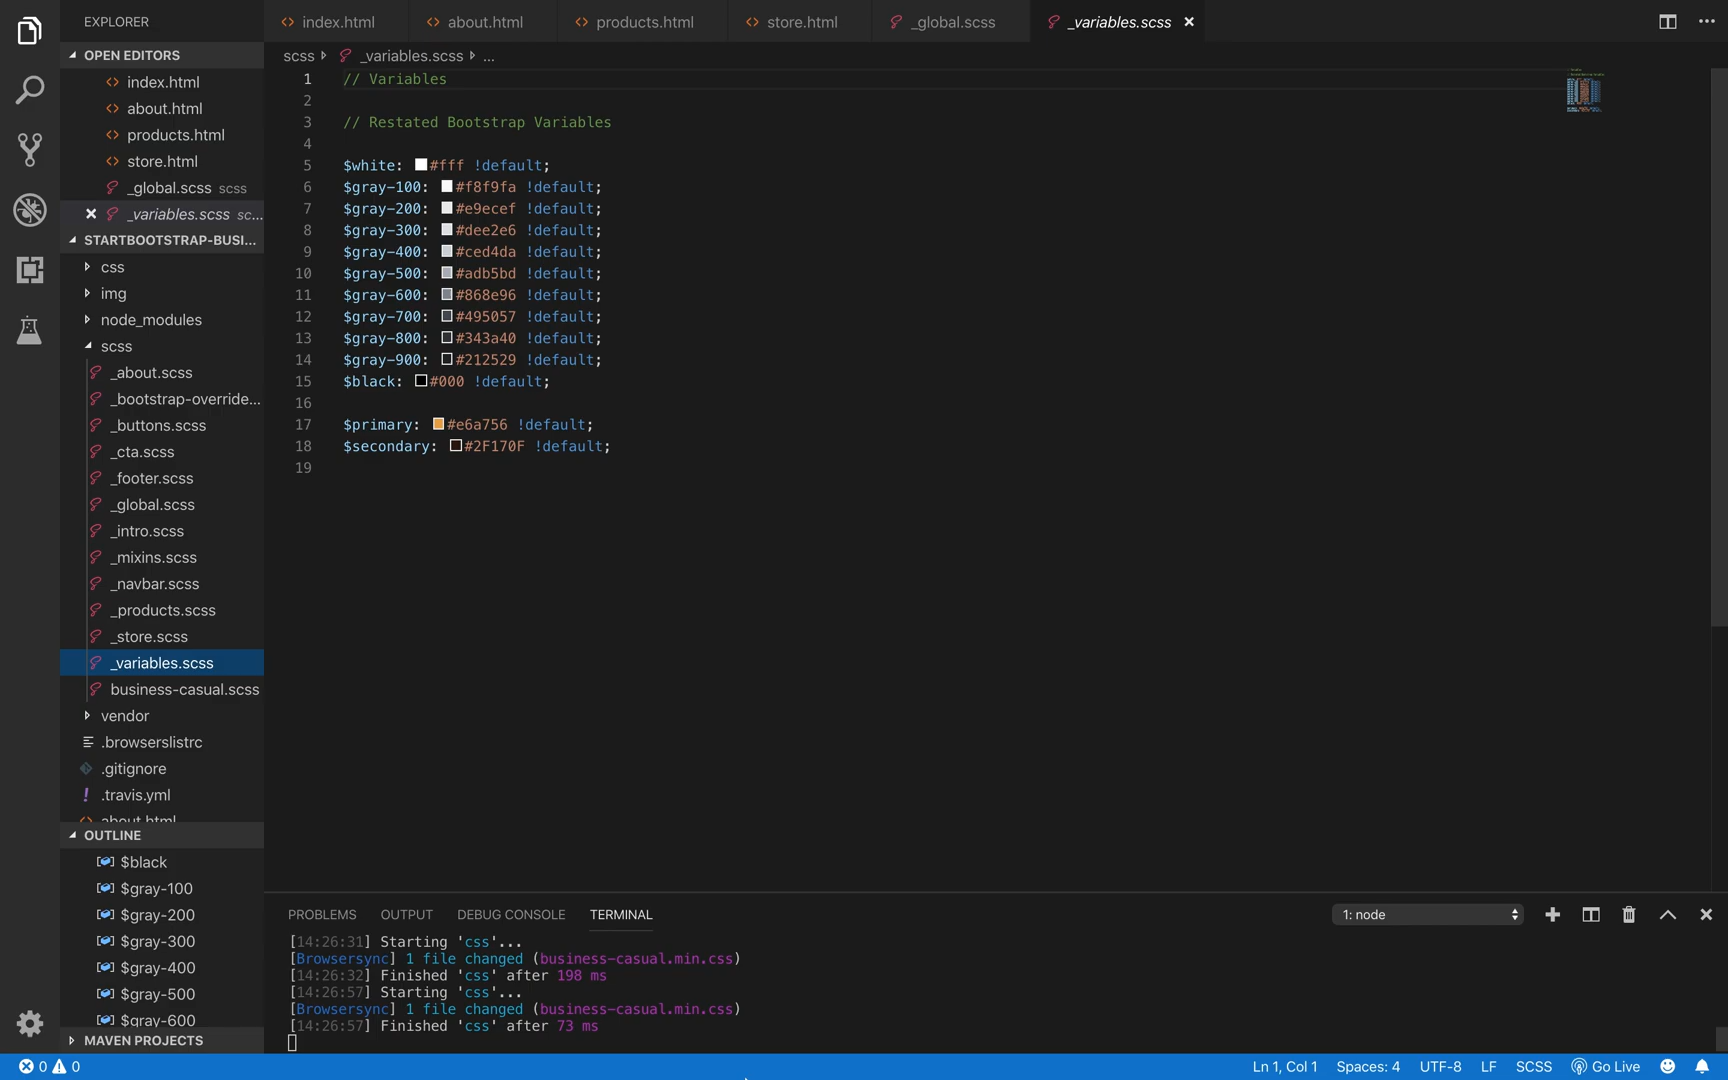 EXPLORER
OPEN EDITORS
index.html
about.html
products.html
store.html
_global.scss scss
_variables.scss sc...
STARTBOOTSTRAP-BUSI...
css
img
node_modules
scss
_about.scss
_bootstrap-override...
_buttons.scss
_cta.scss
_footer.scss
_global.scss
_intro.scss
_mixins.scss
_navbar.scss
_products.scss
_store.scss
_variables.scss
business-casual.scss
vendor
.browserslistrc
.gitignore
.travis.yml
about.html
OUTLINE
$black
$gray-100
$gray-200
$gray-300
$gray-400
$gray-500
$gray-600
MAVEN PROJECTS
index.html about.html products.html store.html _global.scss _variables.scss
scss _variables.scss ...
1 // Variables
2
3 // Restated Bootstrap Variables
4
5 $white: #fff !default;
6 $gray-100: #f8f9fa !default;
7 $gray-200: #e9ecef !default;
8 $gray-300: #dee2e6 !default;
9 $gray-400: #ced4da !default;
10 $gray-500: #adb5bd !default;
11 $gray-600: #868e96 !default;
12 $gray-700: #495057 !default;
13 $gray-800: #343a40 !default;
14 $gray-900: #212529 !default;
15 $black: #000 !default;
16
17 $primary: #e6a756 !default;
18 $secondary: #2F170F !default;
19
PROBLEMS OUTPUT DEBUG CONSOLE TERMINAL 1: node
[14:26:31] Starting 'css'...
[Browsersync] 1 file changed (business-casual.min.css)
[14:26:32] Finished 'css' after 198 ms
[14:26:57] Starting 'css'...
[Browsersync] 1 file changed (business-casual.min.css)
[14:26:57] Finished 'css' after 73 ms
0 0 Ln 1, Col 1 Spaces: 4 UTF-8 LF SCSS Go Live